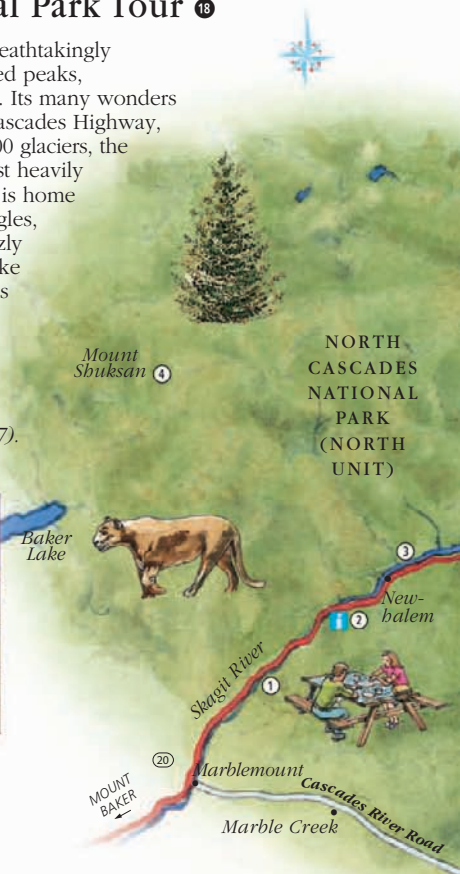 al Park Tour 18
eathtakingly
ed peaks,
. Its many wonders
ascades Highway,
00 glaciers, the
st heavily
is home
gles,
zly
ke
s
7).
NORTH
CASCADES
NATIONAL
PARK
(NORTH
UNIT)
Mount
Shuksan 4
Baker
Lake
3
New-
halem
i 2
Skagit River
1
20
Marblemount
MOUNT
BAKER
Cascades River Road
Marble Creek